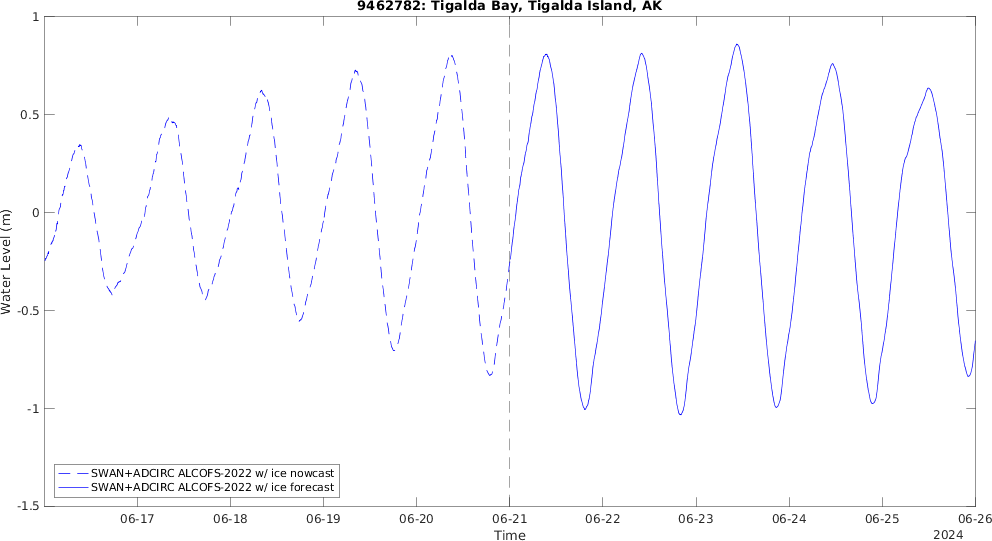 9462782: Tigalda Bay, Tigalda Island, AK
1
0.5
0
-0.5
-1
-1.5
Water Level (m)
SWAN+ADCIRC ALCOFS-2022 w/ ice nowcast
SWAN+ADCIRC ALCOFS-2022 w/ ice forecast
06-17 06-18 06-19 06-20 06-21 06-22 06-23 06-24 06-25 06-26
Time
2024